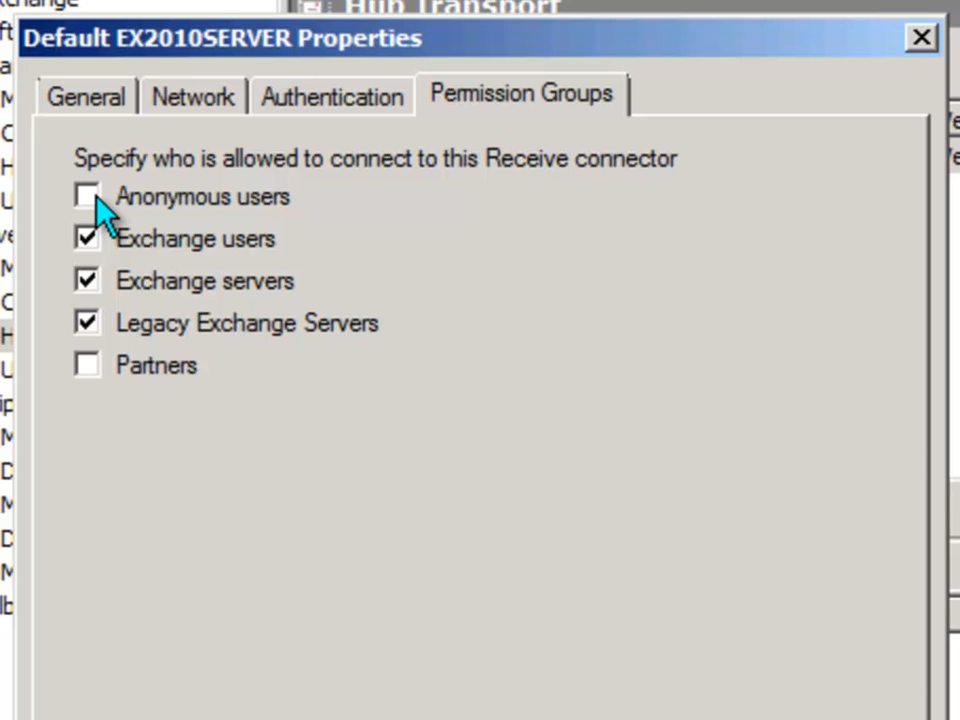 Hub Transport
Default EX2010SERVER Properties
General
Network
Authentication
Permission Groups
Specify who is allowed to connect to this Receive connector
Anonymous users
Exchange users
Exchange servers
Legacy Exchange Servers
Partners